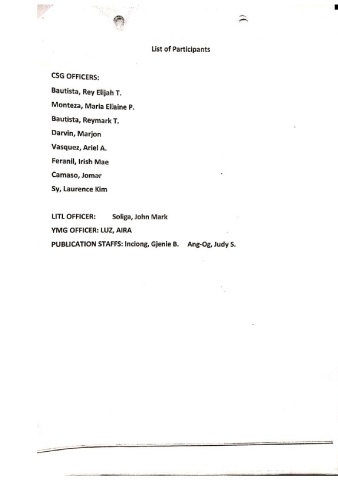 List of Participants
CSG OFFICERS:
Bautista, Rey Elijah T.
Monteza, Maria Ellaine P.
Bautista, Reymark T.
Darvin, Marjon
Vasquez, Ariel A.
Feranil, Irish Mae
Camaso, Jomar
Sy, Laurence Kim
LITL OFFICER: Soliga, John Mark
YMG OFFICER: LUZ, AIRA
PUBLICATION STAFFS: Inciong, Gjenie B. Ang-Og, Judy S.